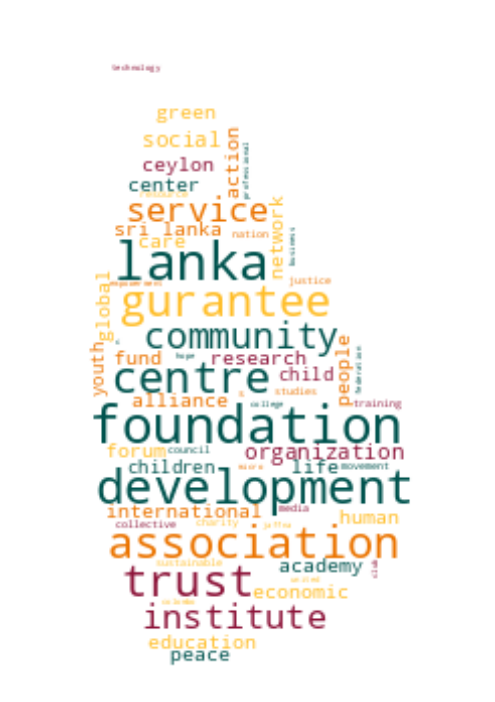 technology
green
social
action
professional
ceylon
center
resource
service
network
sri lanka
nation
business
care
lanka
justice
empowerment
global
gurantee
community
people
youth
fund
hope
research
federation
centre
child
studies
alliance
s
college
training
foundation
forum
council
organization
children
micro
life
movement
development
international
media
human
collective
charity
jaffna
association
sustainable
academy
club
trust
united
economic
colombo
institute
education
peace